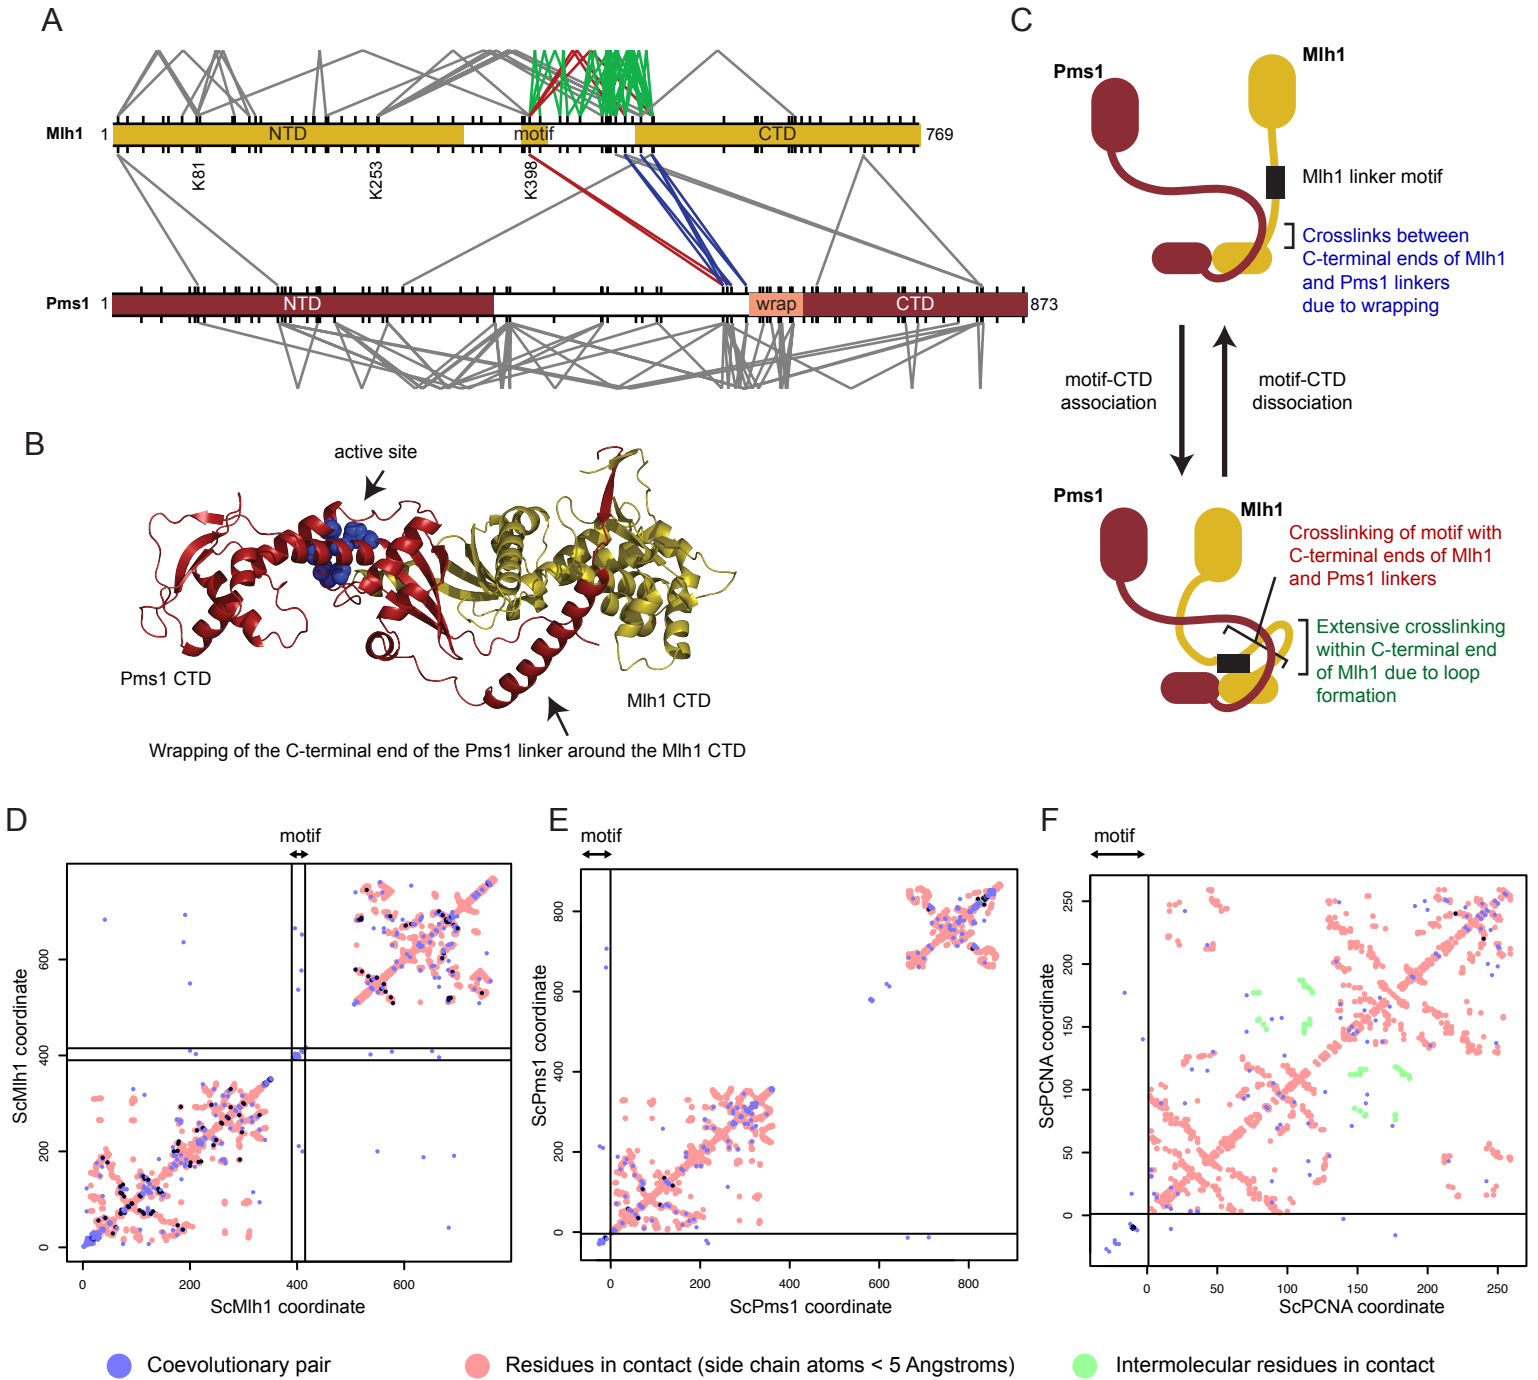 A
Mlh1 1 NTD motif CTD 769
K81
K253
K398
Pms1 1 NTD wrap CTD 873
B
active site
Pms1 CTD
Mlh1 CTD
Wrapping of the C-terminal end of the Pms1 linker around the Mlh1 CTD
C
Mlh1
Pms1
Mlh1 linker motif
Crosslinks between
C-terminal ends of Mlh1
and Pms1 linkers
due to wrapping
motif-CTD
association
motif-CTD
dissociation
Pms1
Mlh1
Crosslinking of motif with
C-terminal ends of Mlh1
and Pms1 linkers
Extensive crosslinking
within C-terminal end
of Mlh1 due to loop
formation
D
motif
ScMlh1 coordinate
600
400
200
0
0 200 400 600
ScMlh1 coordinate
E
motif
ScPms1 coordinate
800
600
400
200
0
0 200 400 600 800
ScPms1 coordinate
F
motif
ScPCNA coordinate
250
200
150
100
50
0
0 50 100 150 200 250
ScPCNA coordinate
Coevolutionary pair
Residues in contact (side chain atoms < 5 Angstroms)
Intermolecular residues in contact